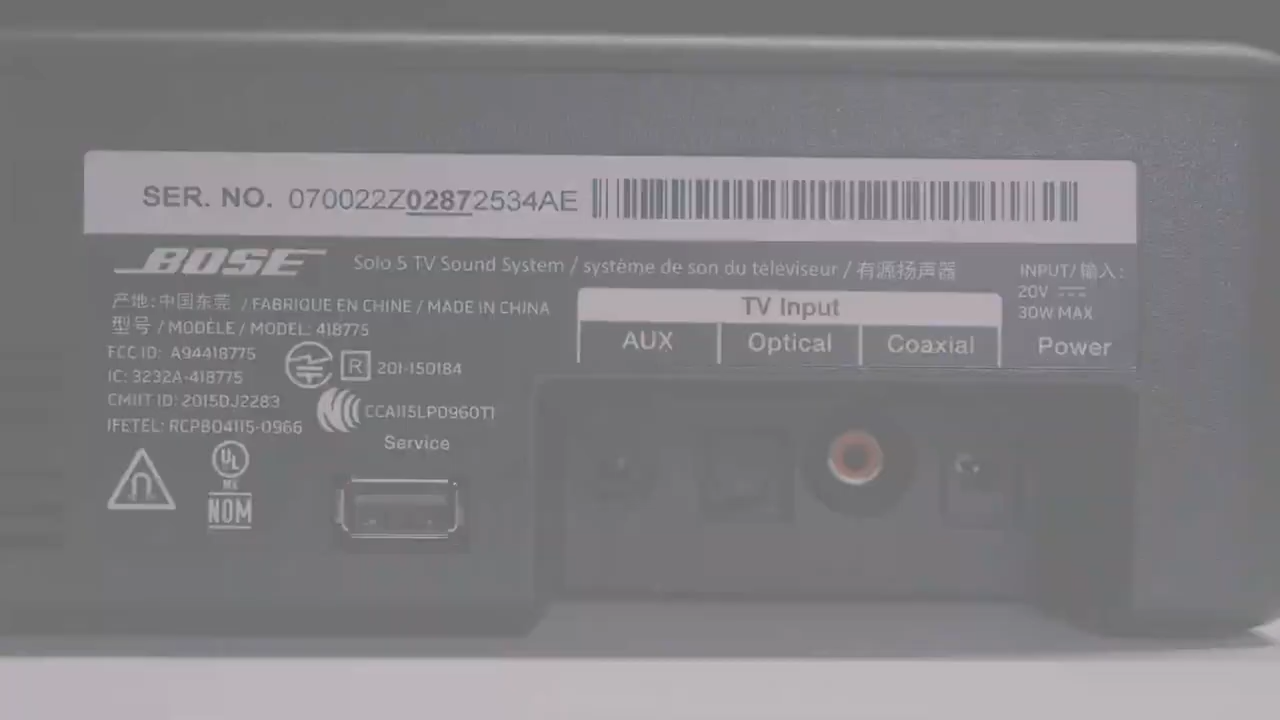 SER. NO. 070022Z02872534AE
BOSE Solo 5 TV Sound System / système de son du téléviseur / 有源扬声器
产地: 中国东莞 / FABRIQUÉ EN CHINE / MADE IN CHINA
型号 / MODÈLE / MODEL: 418775
FCC ID: A94418775
IC: 3232A-418775
CMIIT ID: 2015DJ2283
IFETEL: RCPBO4115-0966
R 201-150184
CCAI15LP0960T1
Service
UL
MX
NOM
TV Input
AUX Optical Coaxial
INPUT/ 输入:
20V
30W MAX
Power